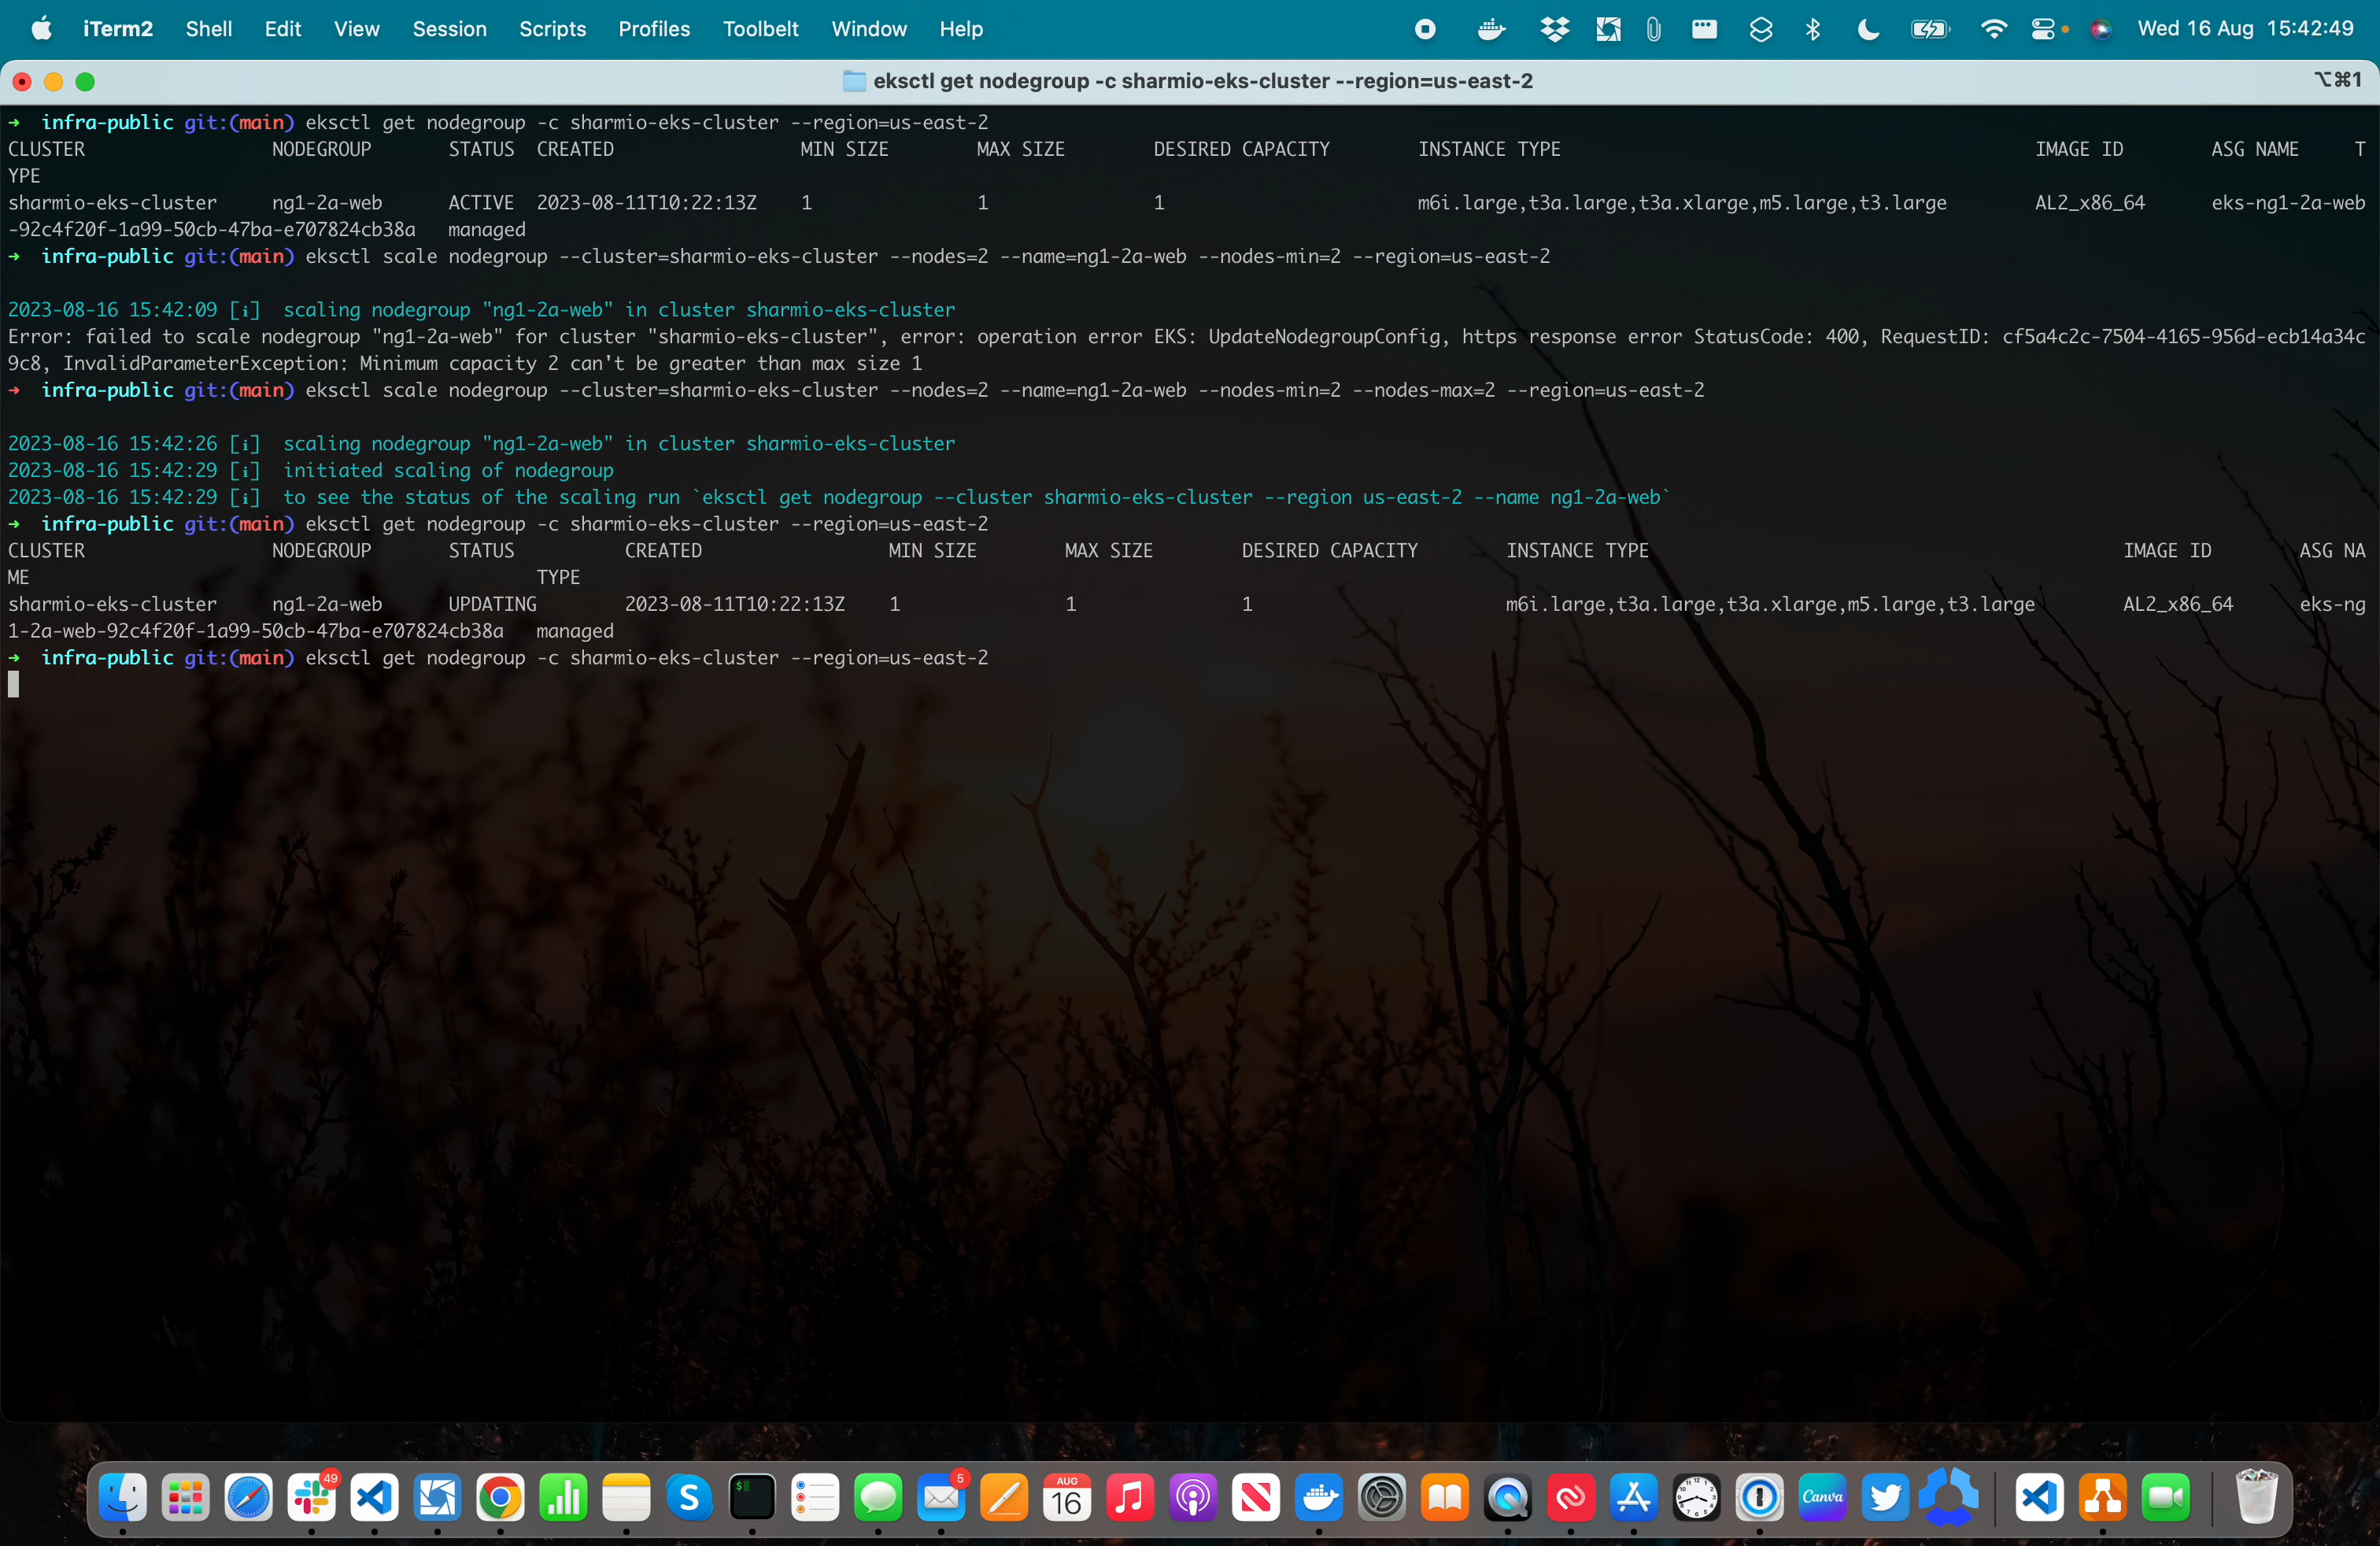 iTerm2 Shell Edit View Session Scripts Profiles Toolbelt Window Help Wed 16 Aug 15:42:49
eksctl get nodegroup -c sharmio-eks-cluster --region=us-east-2 ⌥⌘1
➜ infra-public git:(main) eksctl get nodegroup -c sharmio-eks-cluster --region=us-east-2
CLUSTER NODEGROUP STATUS CREATED MIN SIZE MAX SIZE DESIRED CAPACITY INSTANCE TYPE IMAGE ID ASG NAME T
YPE
sharmio-eks-cluster ng1-2a-web ACTIVE 2023-08-11T10:22:13Z 1 1 1 m6i.large,t3a.large,t3a.xlarge,m5.large,t3.large AL2_x86_64 eks-ng1-2a-web
-92c4f20f-1a99-50cb-47ba-e707824cb38a managed
➜ infra-public git:(main) eksctl scale nodegroup --cluster=sharmio-eks-cluster --nodes=2 --name=ng1-2a-web --nodes-min=2 --region=us-east-2
2023-08-16 15:42:09 [ℹ] scaling nodegroup "ng1-2a-web" in cluster sharmio-eks-cluster
Error: failed to scale nodegroup "ng1-2a-web" for cluster "sharmio-eks-cluster", error: operation error EKS: UpdateNodegroupConfig, https response error StatusCode: 400, RequestID: cf5a4c2c-7504-4165-956d-ecb14a34c
9c8, InvalidParameterException: Minimum capacity 2 can't be greater than max size 1
➜ infra-public git:(main) eksctl scale nodegroup --cluster=sharmio-eks-cluster --nodes=2 --name=ng1-2a-web --nodes-min=2 --nodes-max=2 --region=us-east-2
2023-08-16 15:42:26 [ℹ] scaling nodegroup "ng1-2a-web" in cluster sharmio-eks-cluster
2023-08-16 15:42:29 [ℹ] initiated scaling of nodegroup
2023-08-16 15:42:29 [ℹ] to see the status of the scaling run `eksctl get nodegroup --cluster sharmio-eks-cluster --region us-east-2 --name ng1-2a-web`
➜ infra-public git:(main) eksctl get nodegroup -c sharmio-eks-cluster --region=us-east-2
CLUSTER NODEGROUP STATUS CREATED MIN SIZE MAX SIZE DESIRED CAPACITY INSTANCE TYPE IMAGE ID ASG NA
ME TYPE
sharmio-eks-cluster ng1-2a-web UPDATING 2023-08-11T10:22:13Z 1 1 1 m6i.large,t3a.large,t3a.xlarge,m5.large,t3.large AL2_x86_64 eks-ng
1-2a-web-92c4f20f-1a99-50cb-47ba-e707824cb38a managed
➜ infra-public git:(main) eksctl get nodegroup -c sharmio-eks-cluster --region=us-east-2
49 5 AUG
16 Canva